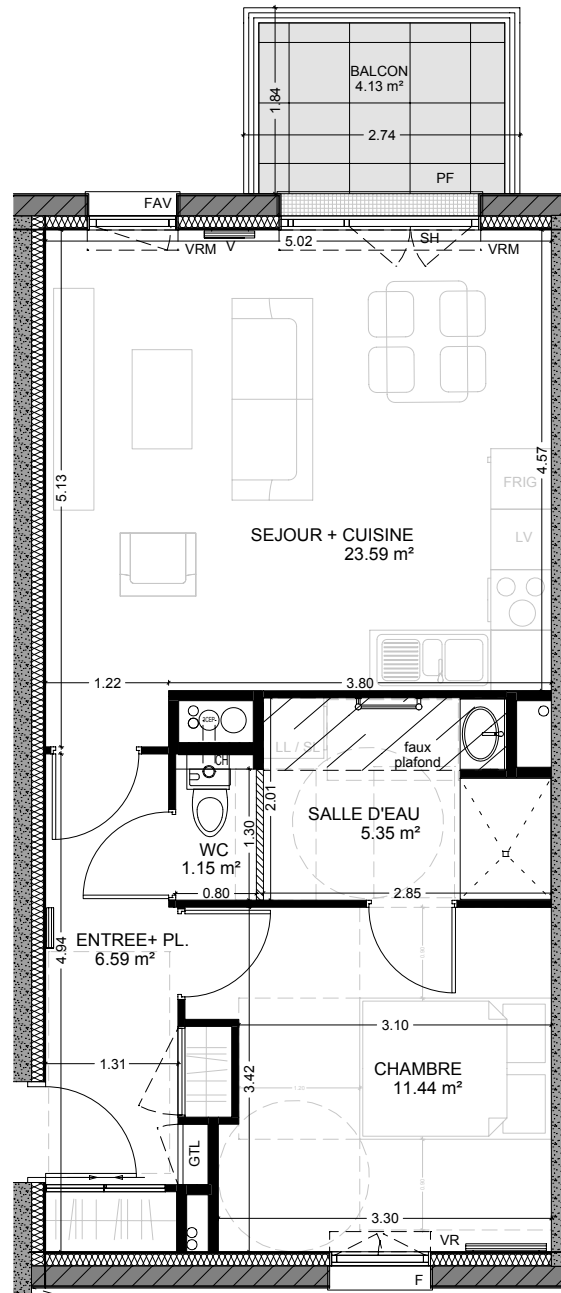 BALCON
4.13 m²
1.84
2.74
PF
FAV
VRM
V
5.02
SH
VRM
5.13
4.57
FRIG
LV
SEJOUR + CUISINE
23.59 m²
1.22
3.80
CH
LL / SL
faux
plafond
2.01
SALLE D'EAU
5.35 m²
1.30
WC
1.15 m²
0.80
2.85
ENTREE+ PL.
6.59 m²
4.94
3.10
1.31
3.42
CHAMBRE
11.44 m²
GTL
3.30
VR
F